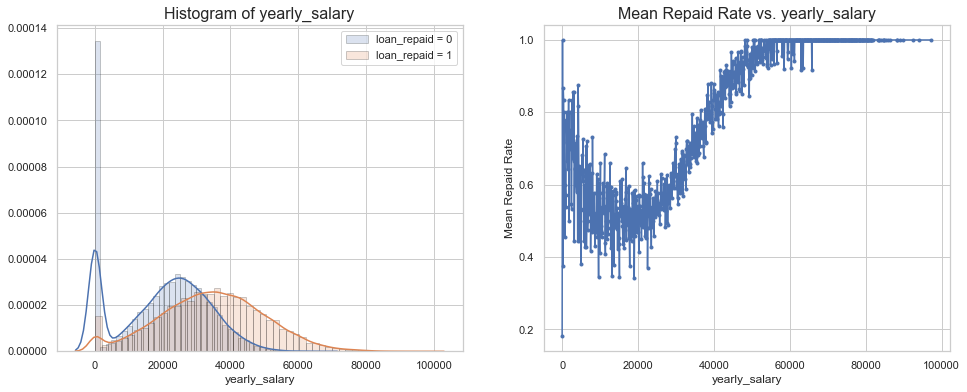 Histogram of yearly_salary
loan_repaid = 0
loan_repaid = 1
0.00014
0.00012
0.00010
0.00008
0.00006
0.00004
0.00002
0.00000
0 20000 40000 60000 80000 100000
yearly_salary
Mean Repaid Rate vs. yearly_salary
Mean Repaid Rate
1.0
0.8
0.6
0.4
0.2
0 20000 40000 60000 80000 100000
yearly_salary